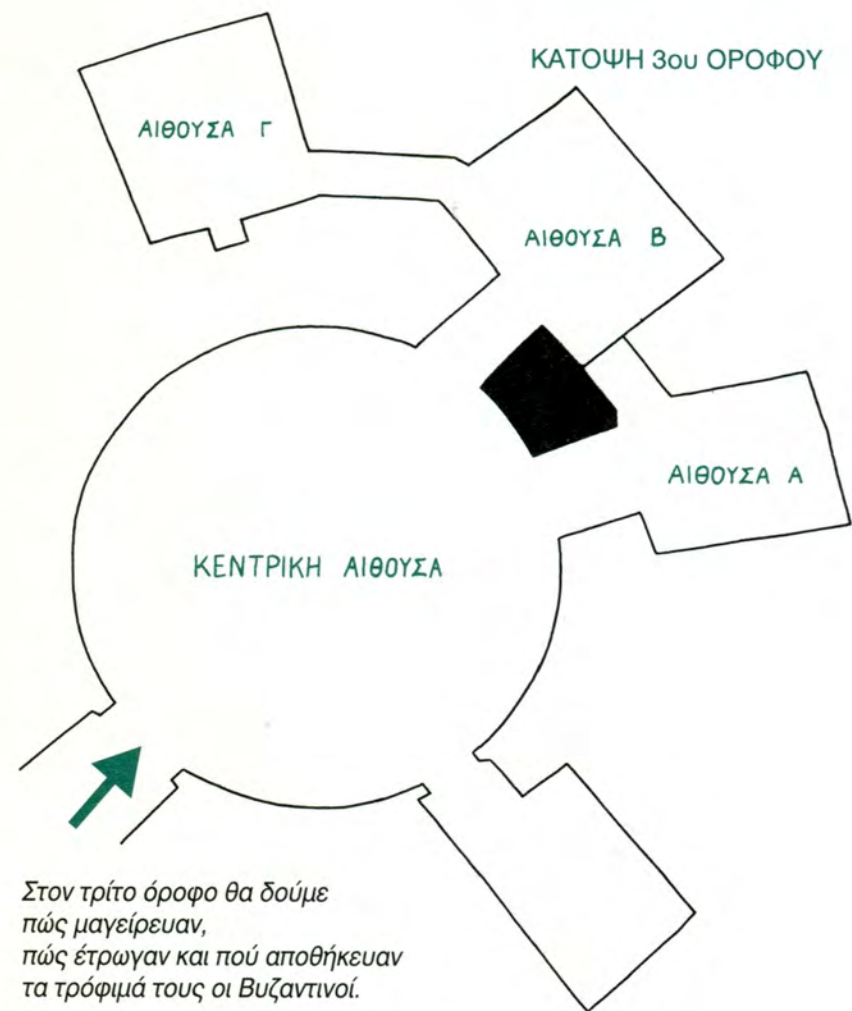 ΚΑΤΟΨΗ 3ου ΟΡΟΦΟΥ
ΑΙΘΟΥΣΑ Γ
ΑΙΘΟΥΣΑ Β
ΑΙΘΟΥΣΑ Α
ΚΕΝΤΡΙΚΗ ΑΙΘΟΥΣΑ
Στον τρίτο όροφο θα δούμε
πώς μαγείρευαν,
πώς έτρωγαν και πού αποθήκευαν
τα τρόφιμά τους οι Βυζαντινοί.